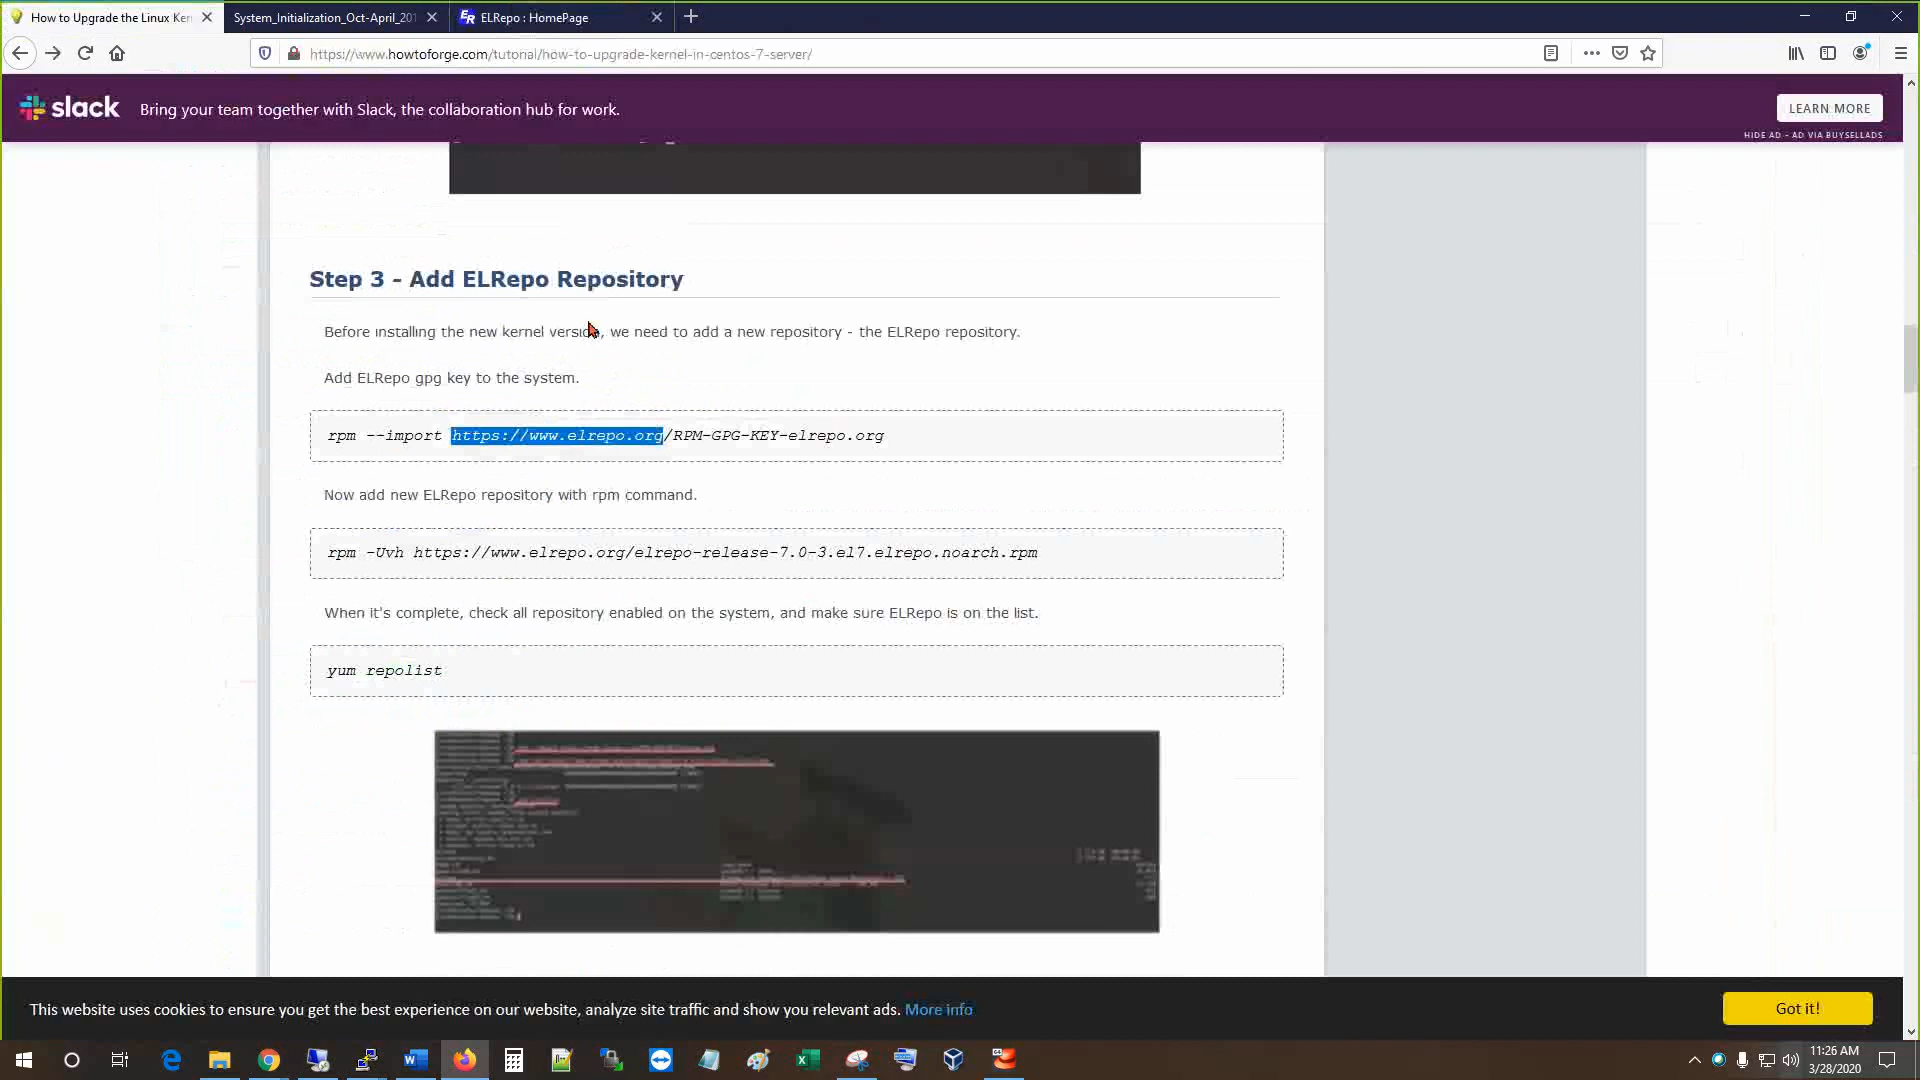 How to Upgrade the Linux Ker
System_Initialization_Oct-April_201
ELRepo : HomePage
https://www.howtoforge.com/tutorial/how-to-upgrade-kernel-in-centos-7-server/
slack
Bring your team together with Slack, the collaboration hub for work.
LEARN MORE
HIDE AD - AD VIA BUYSELLADS
Step 3 - Add ELRepo Repository
Before installing the new kernel version, we need to add a new repository - the ELRepo repository.
Add ELRepo gpg key to the system.
rpm --import https://www.elrepo.org/RPM-GPG-KEY-elrepo.org
Now add new ELRepo repository with rpm command.
rpm -Uvh https://www.elrepo.org/elrepo-release-7.0-3.el7.elrepo.noarch.rpm
When it's complete, check all repository enabled on the system, and make sure ELRepo is on the list.
yum repolist
This website uses cookies to ensure you get the best experience on our website, analyze site traffic and show you relevant ads. More info
Got it!
11:26 AM
3/28/2020